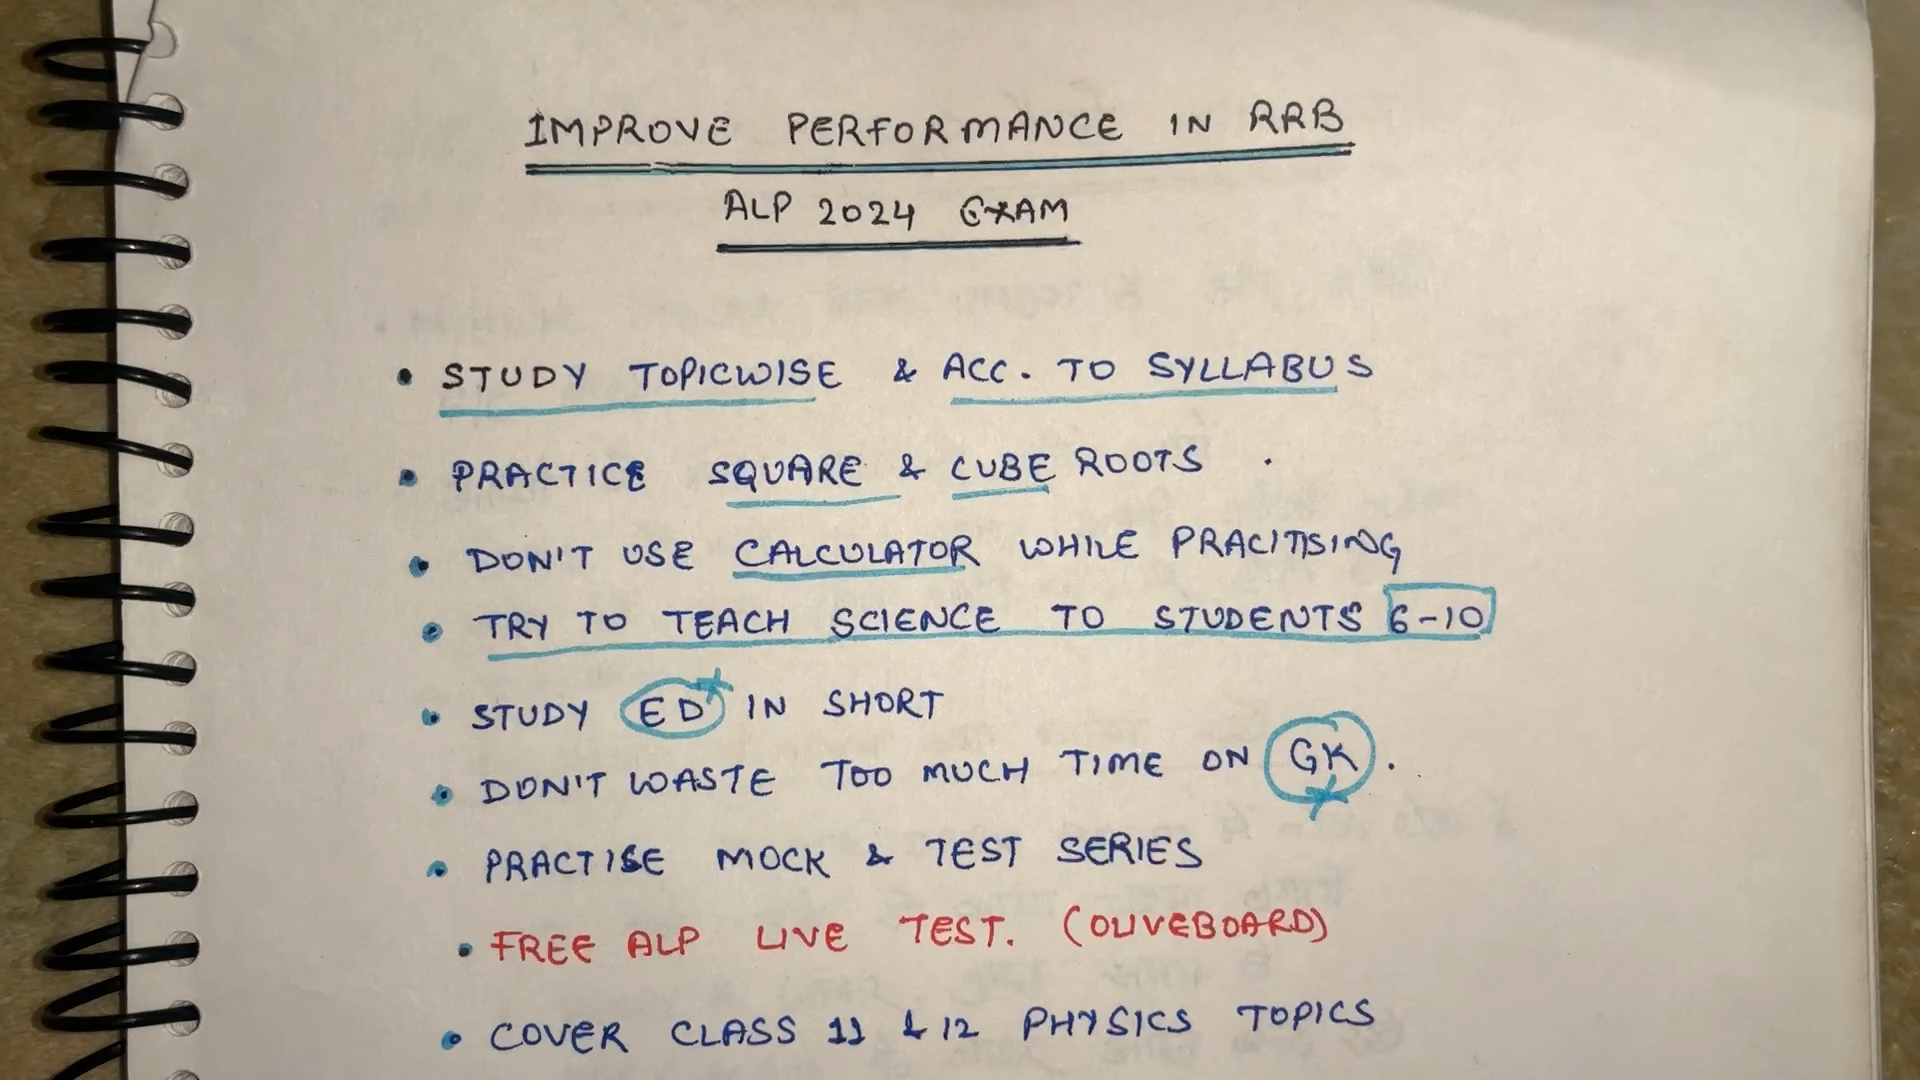 IMPROVE PERFORMANCE IN RRB
ALP 2024 EXAM
• STUDY TOPICWISE & ACC. TO SYLLABUS
• PRACTICE SQUARE & CUBE ROOTS .
• DON'T USE CALCULATOR WHILE PRACITISING
• TRY TO TEACH SCIENCE TO STUDENTS 6-10
• STUDY ED IN SHORT
• DON'T WASTE TOO MUCH TIME ON GK .
• PRACTISE MOCK & TEST SERIES
• FREE ALP LIVE TEST. (OLIVEBOARD)
• COVER CLASS 11 & 12 PHYSICS TOPICS